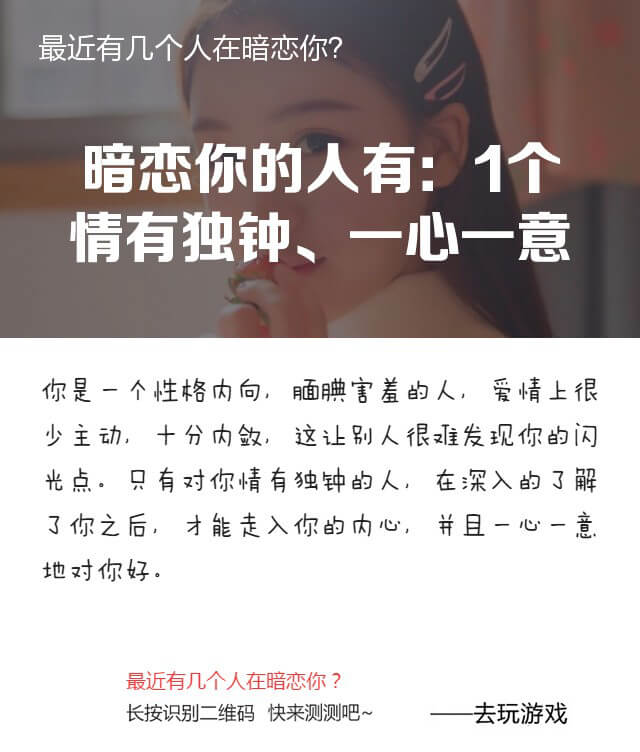 最近有几个人在暗恋你?
暗恋你的人有：1个
情有独钟、一心一意
你是一个性格内向，腼腆害羞的人，爱情上很
少主动，十分内敛，这让别人很难发现你的闪
光点。只有对你情有独钟的人，在深入的了解
了你之后，才能走入你的内心，并且一心一意
地对你好。
最近有几个人在暗恋你？
长按识别二维码 快来测测吧~ ——去玩游戏